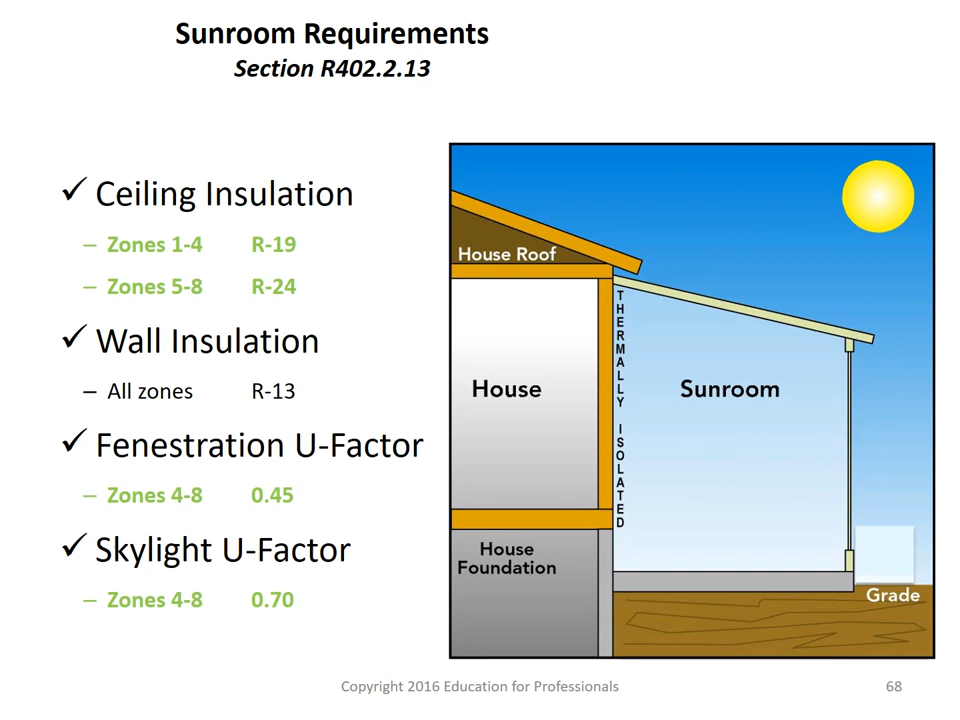 Sunroom Requirements
Section R402.2.13
✓ Ceiling Insulation
– Zones 1-4 R-19
– Zones 5-8 R-24
✓ Wall Insulation
– All zones R-13
✓ Fenestration U-Factor
– Zones 4-8 0.45
✓ Skylight U-Factor
– Zones 4-8 0.70
House Roof
THERMALLY ISOLATED
House
Sunroom
House
Foundation
Grade
Copyright 2016 Education for Professionals
68